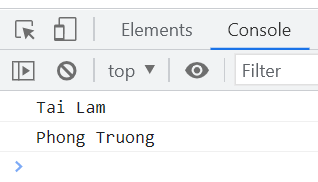 Elements Console
top Filter
Tai Lam
Phong Truong